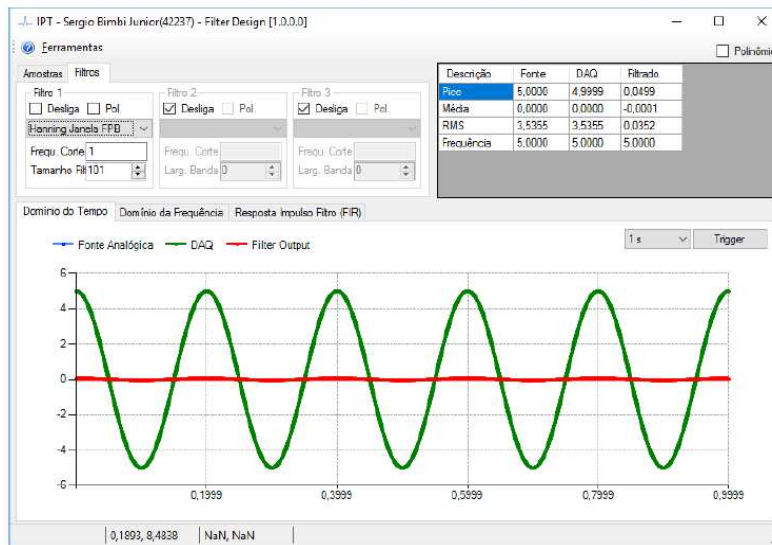 IPT - Sergio Bimbi Junior(42237) - Filter Design [1.0.0.0]
Ferramentas
Polinômi
Amostras Filtros
Filtro 1
Desliga Pol.
Hanning Janela FPB
Frequ. Corte 1
Tamanho Filt 101
Filtro 2
Desliga Pol.
Frequ. Corte
Larg. Banda 0
Filtro 3
Desliga Pol.
Frequ. Corte
Larg. Banda 0
Descrição Fonte DAQ Filtrado
Pico 5,0000 4,9999 0,0499
Média 0,0000 0.0000 -0,0001
RMS 3,5355 3.5355 0,0352
Frequência 5.0000 5.0000 5.0000
Domínio do Tempo Domínio da Frequência Resposta Impulso Filtro (FIR)
Fonte Analógica DAQ Filter Output
1 s Trigger
6
4
2
0
-2
-4
-6
0,1999 0,3999 0,5999 0,7999 0,9999
0,1893, 8,4838 NaN, NaN